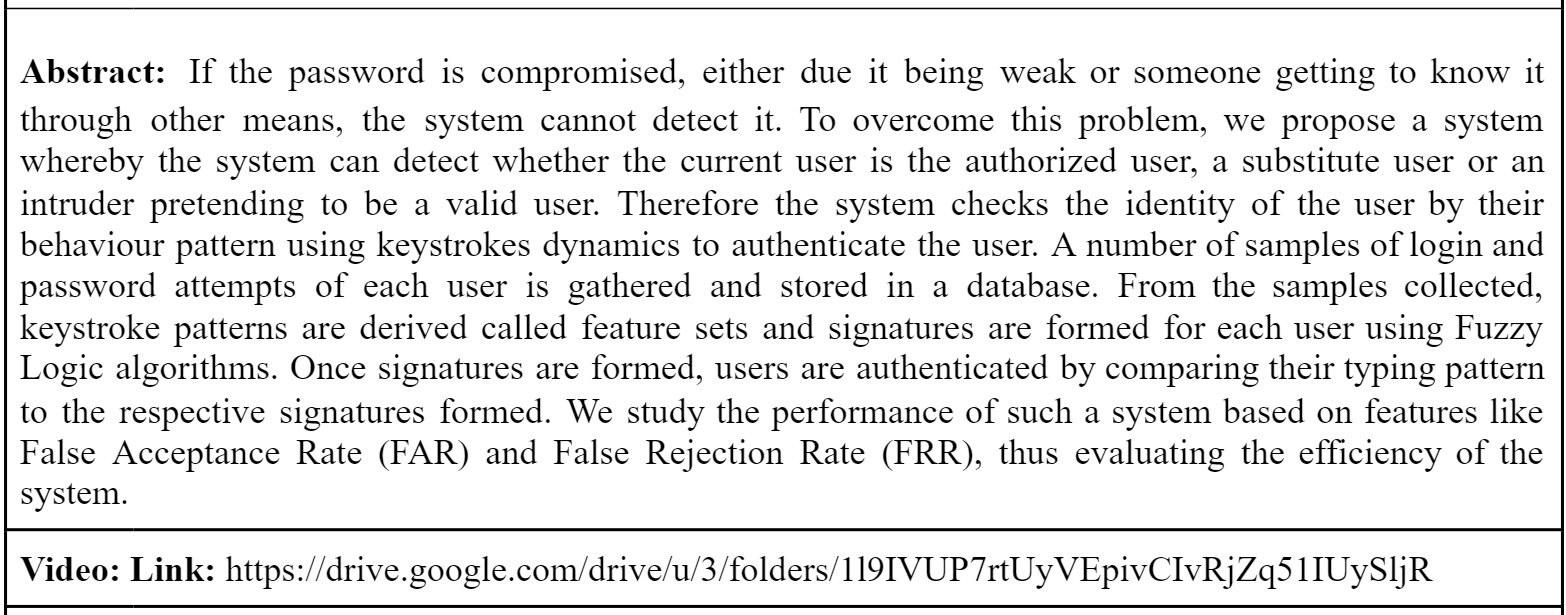 Abstract: If the password is compromised, either due it being weak or someone getting to know it
through other means, the system cannot detect it. To overcome this problem, we propose a system
whereby the system can detect whether the current user is the authorized user, a substitute user or an
intruder pretending to be a valid user. Therefore the system checks the identity of the user by their
behaviour pattern using keystrokes dynamics to authenticate the user. A number of samples of login and
password attempts of each user is gathered and stored in a database. From the samples collected,
keystroke patterns are derived called feature sets and signatures are formed for each user using Fuzzy
Logic algorithms. Once signatures are formed, users are authenticated by comparing their typing pattern
to the respective signatures formed. We study the performance of such a system based on features like
False Acceptance Rate (FAR) and False Rejection Rate (FRR), thus evaluating the efficiency of the
system.
Video: Link: https://drive.google.com/drive/u/3/folders/1l9IVUP7rtUyVEpivCIvRjZq51IUySljR